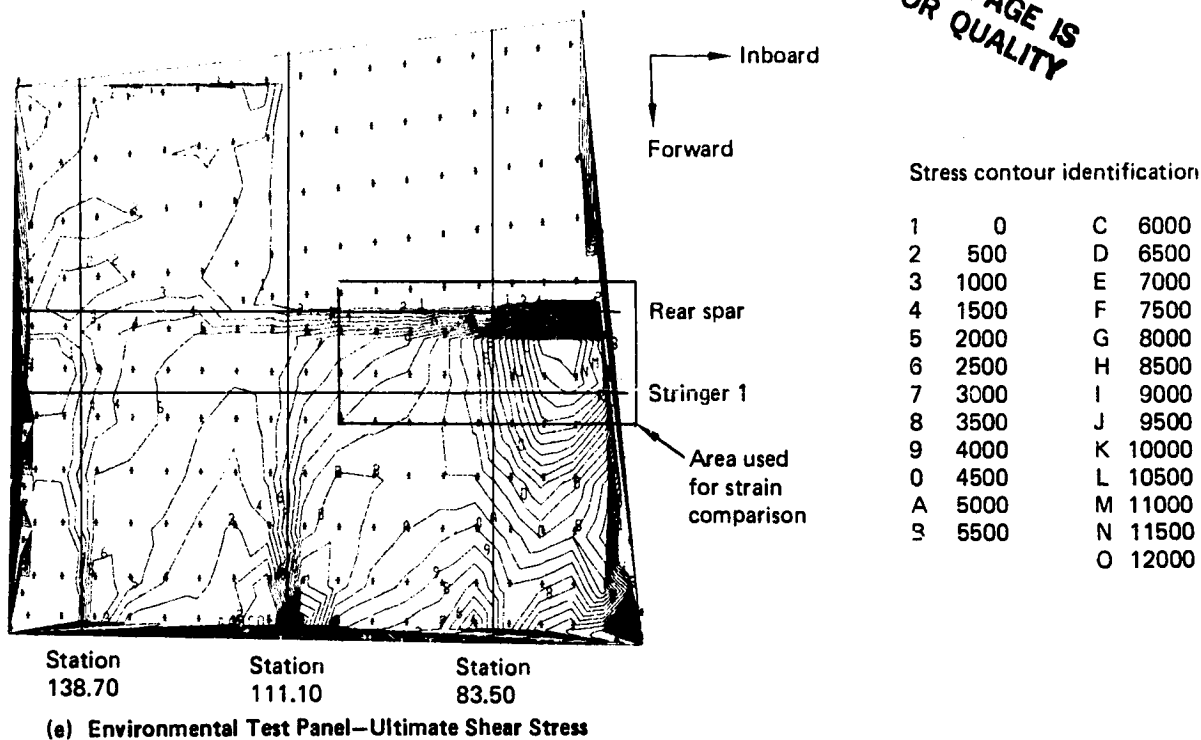 PAGE IS
OR QUALITY
Inboard
Forward
Stress contour identification
1 0 C 6000
2 500 D 6500
3 1000 E 7000
4 1500 F 7500
5 2000 G 8000
6 2500 H 8500
7 3000 I 9000
8 3500 J 9500
9 4000 K 10000
0 4500 L 10500
A 5000 M 11000
B 5500 N 11500
O 12000
Rear spar
Stringer 1
Area used
for strain
comparison
Station
138.70
Station
111.10
Station
83.50
(e) Environmental Test Panel—Ultimate Shear Stress